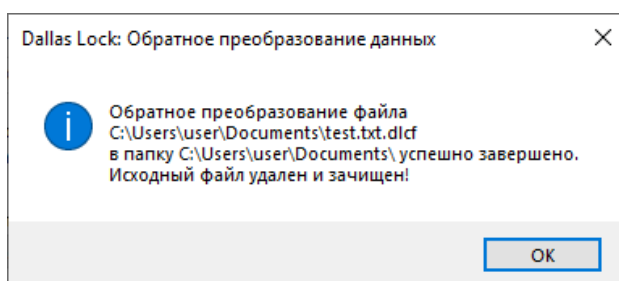 Dallas Lock: Обратное преобразование данных
Обратное преобразование файла
C:\Users\user\Documents\test.txt.dlcf
в папку C:\Users\user\Documents\ успешно завершено.
Исходный файл удален и зачищен!
ОК